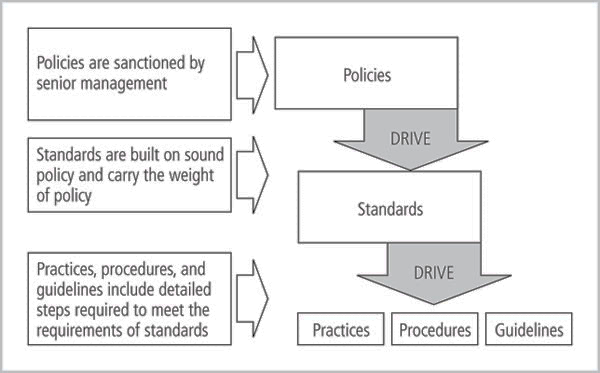 Policies are sanctioned by
senior management
Policies
DRIVE
Standards are built on sound
policy and carry the weight
of policy
Standards
DRIVE
Practices, procedures, and
guidelines include detailed
steps required to meet the
requirements of standards
Practices
Procedures
Guidelines